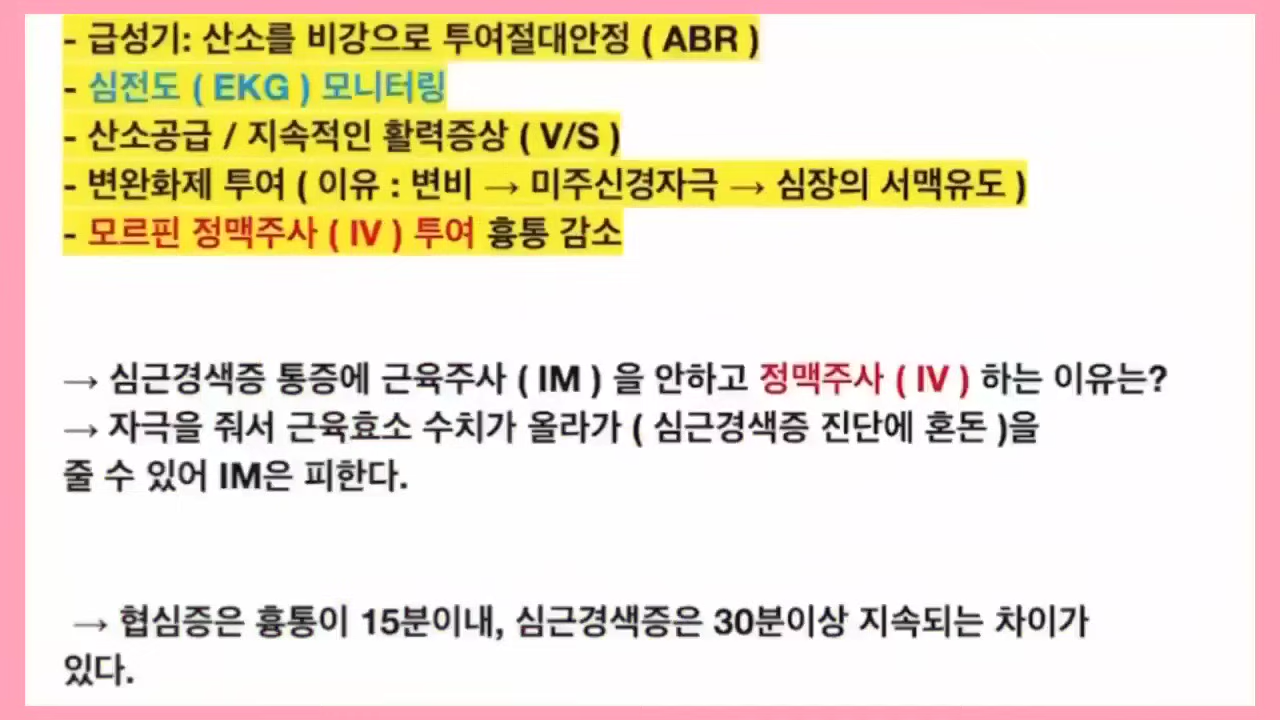 - 급성기: 산소를 비강으로 투여절대안정 ( ABR )
- 심전도 ( EKG ) 모니터링
- 산소공급 / 지속적인 활력증상 ( V/S )
- 변완화제 투여 ( 이유 : 변비 → 미주신경자극 → 심장의 서맥유도 )
- 모르핀 정맥주사 ( IV ) 투여 흉통 감소
→ 심근경색증 통증에 근육주사 ( IM ) 을 안하고 정맥주사 ( IV ) 하는 이유는?
→ 자극을 줘서 근육효소 수치가 올라가 ( 심근경색증 진단에 혼돈 )을
줄 수 있어 IM은 피한다.
→ 협심증은 흉통이 15분이내, 심근경색증은 30분이상 지속되는 차이가
있다.